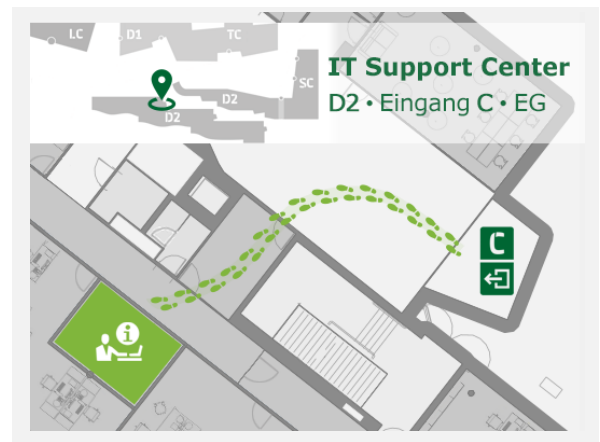 LC
D1
TC
SC
D2
D2
IT Support Center
D2 • Eingang C • EG
C
i